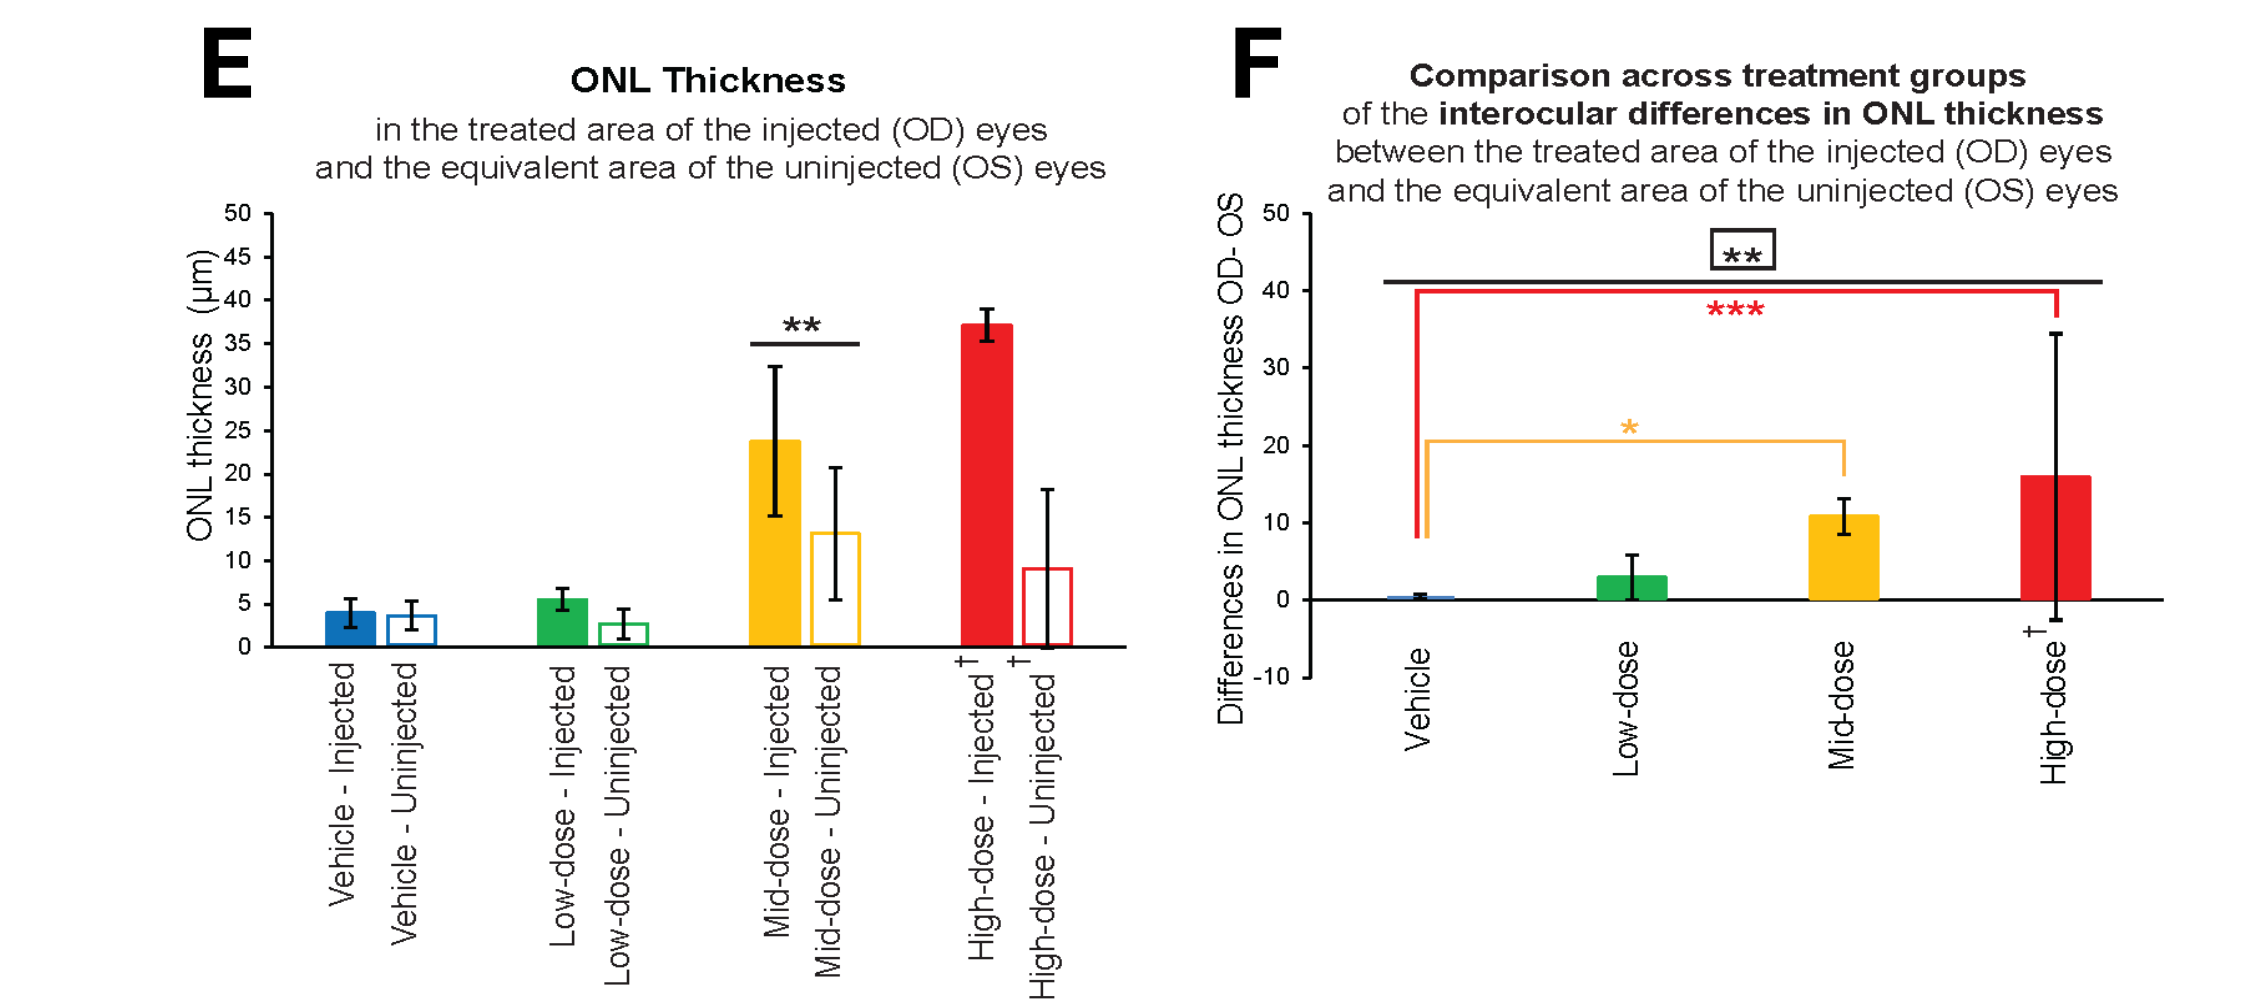 E
ONL Thickness
in the treated area of the injected (OD) eyes
and the equivalent area of the uninjected (OS) eyes
ONL thickness (µm)
50
45
40
35
30
25
20
15
10
5
0
**
Vehicle - Injected
Vehicle - Uninjected
Low-dose - Injected
Low-dose - Uninjected
Mid-dose - Injected
Mid-dose - Uninjected
High-dose - Injected†
High-dose - Uninjected†
F
Comparison across treatment groups
of the interocular differences in ONL thickness
between the treated area of the injected (OD) eyes
and the equivalent area of the uninjected (OS) eyes
Differences in ONL thickness OD- OS
50
40
30
20
10
0
-10
**
***
*
Vehicle
Low-dose
Mid-dose
High-dose†